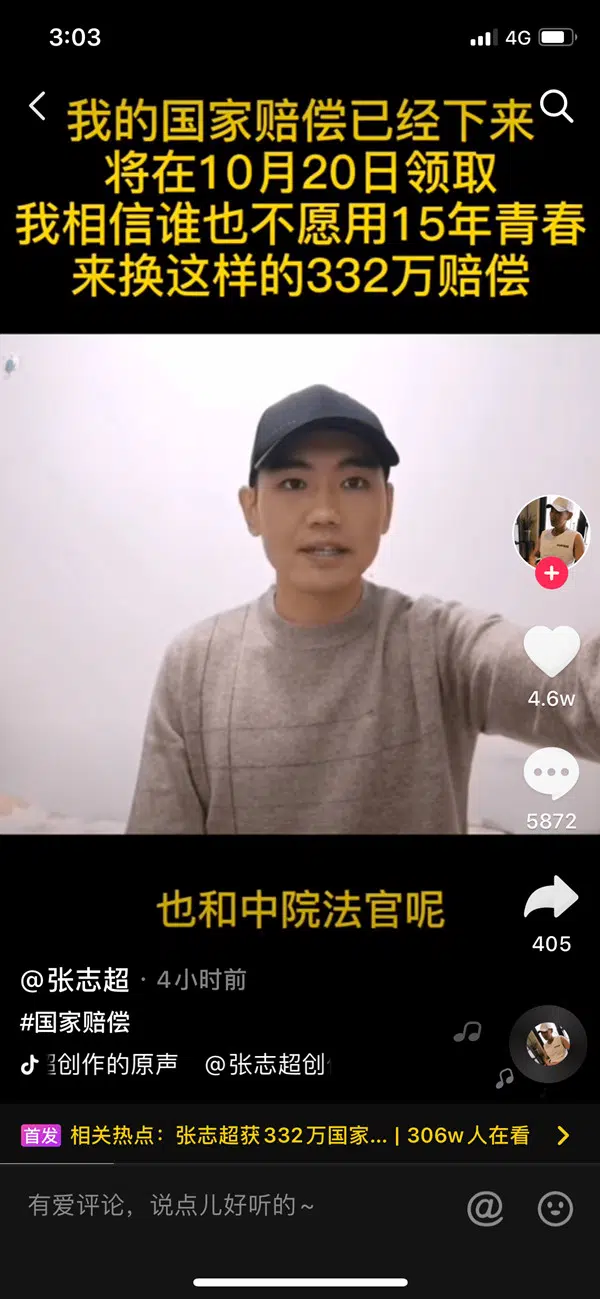 3:03
4G
我的国家赔偿已经下来
将在10月20日领取
我相信谁也不愿用15年青春
来换这样的332万赔偿
4.6w
5872
也和中院法官呢
405
@张志超 · 4小时前
#国家赔偿
创作的原声 @张志超创
首发 相关热点：张志超获332万国家... | 306w人在看
有爱评论，说点儿好听的~
@